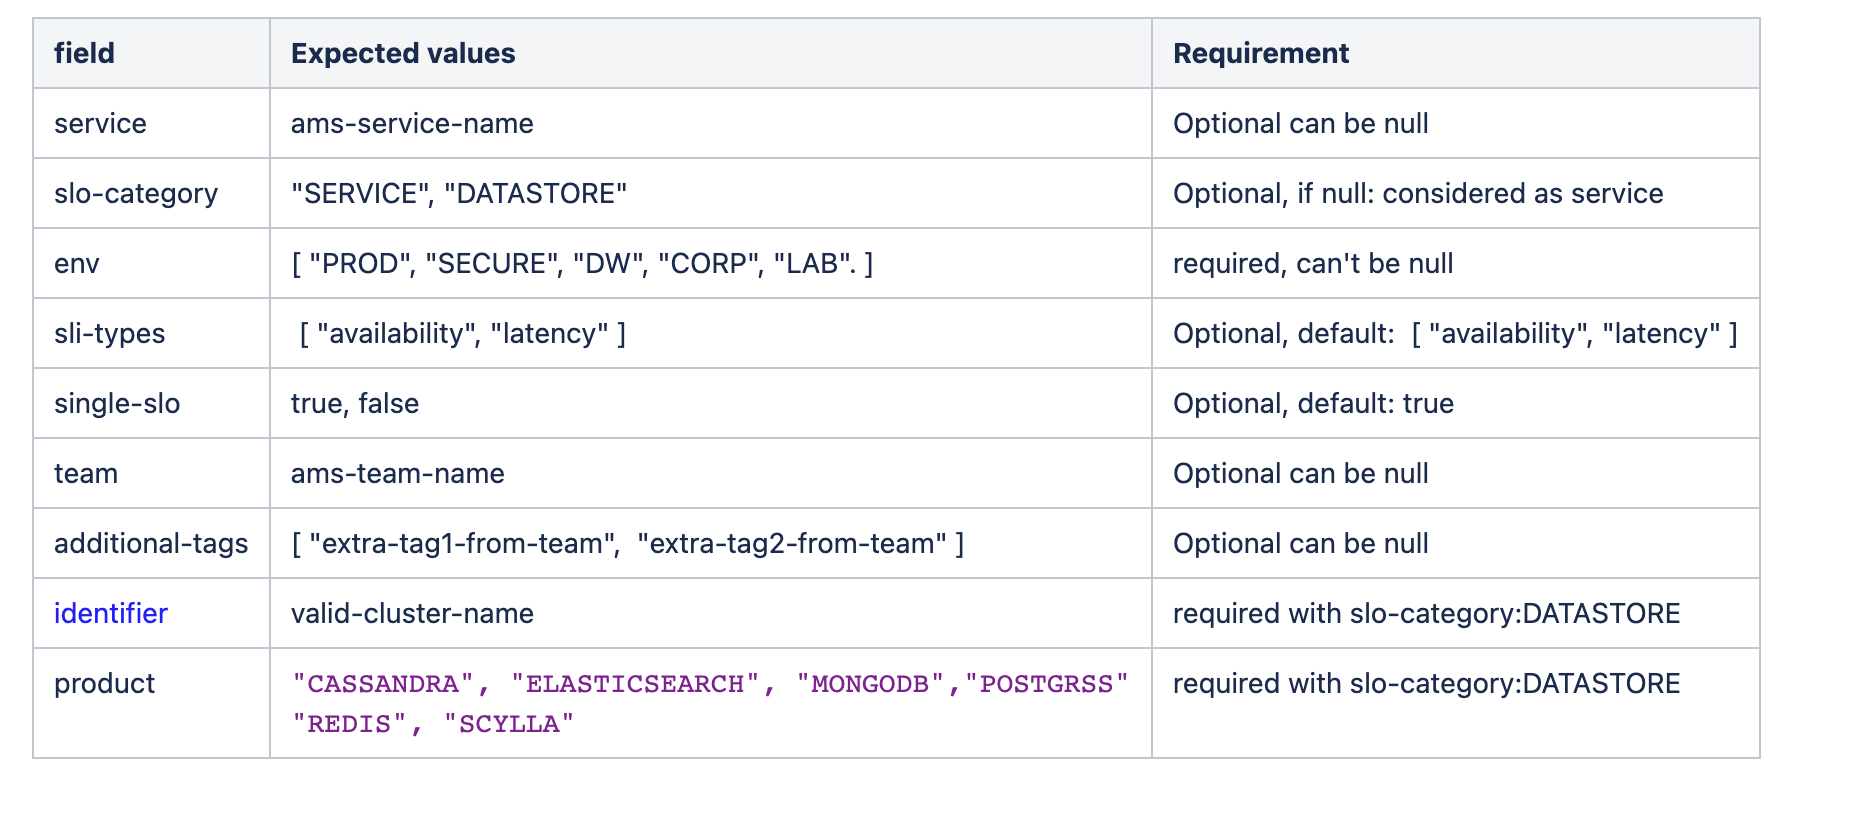 field Expected values Requirement
service ams-service-name Optional can be null
slo-category "SERVICE", "DATASTORE" Optional, if null: considered as service
env [ "PROD", "SECURE", "DW", "CORP", "LAB". ] required, can't be null
sli-types [ "availability", "latency" ] Optional, default: [ "availability", "latency" ]
single-slo true, false Optional, default: true
team ams-team-name Optional can be null
additional-tags [ "extra-tag1-from-team", "extra-tag2-from-team" ] Optional can be null
identifier valid-cluster-name required with slo-category:DATASTORE
product "CASSANDRA", "ELASTICSEARCH", "MONGODB","POSTGRSS" required with slo-category:DATASTORE
"REDIS", "SCYLLA"